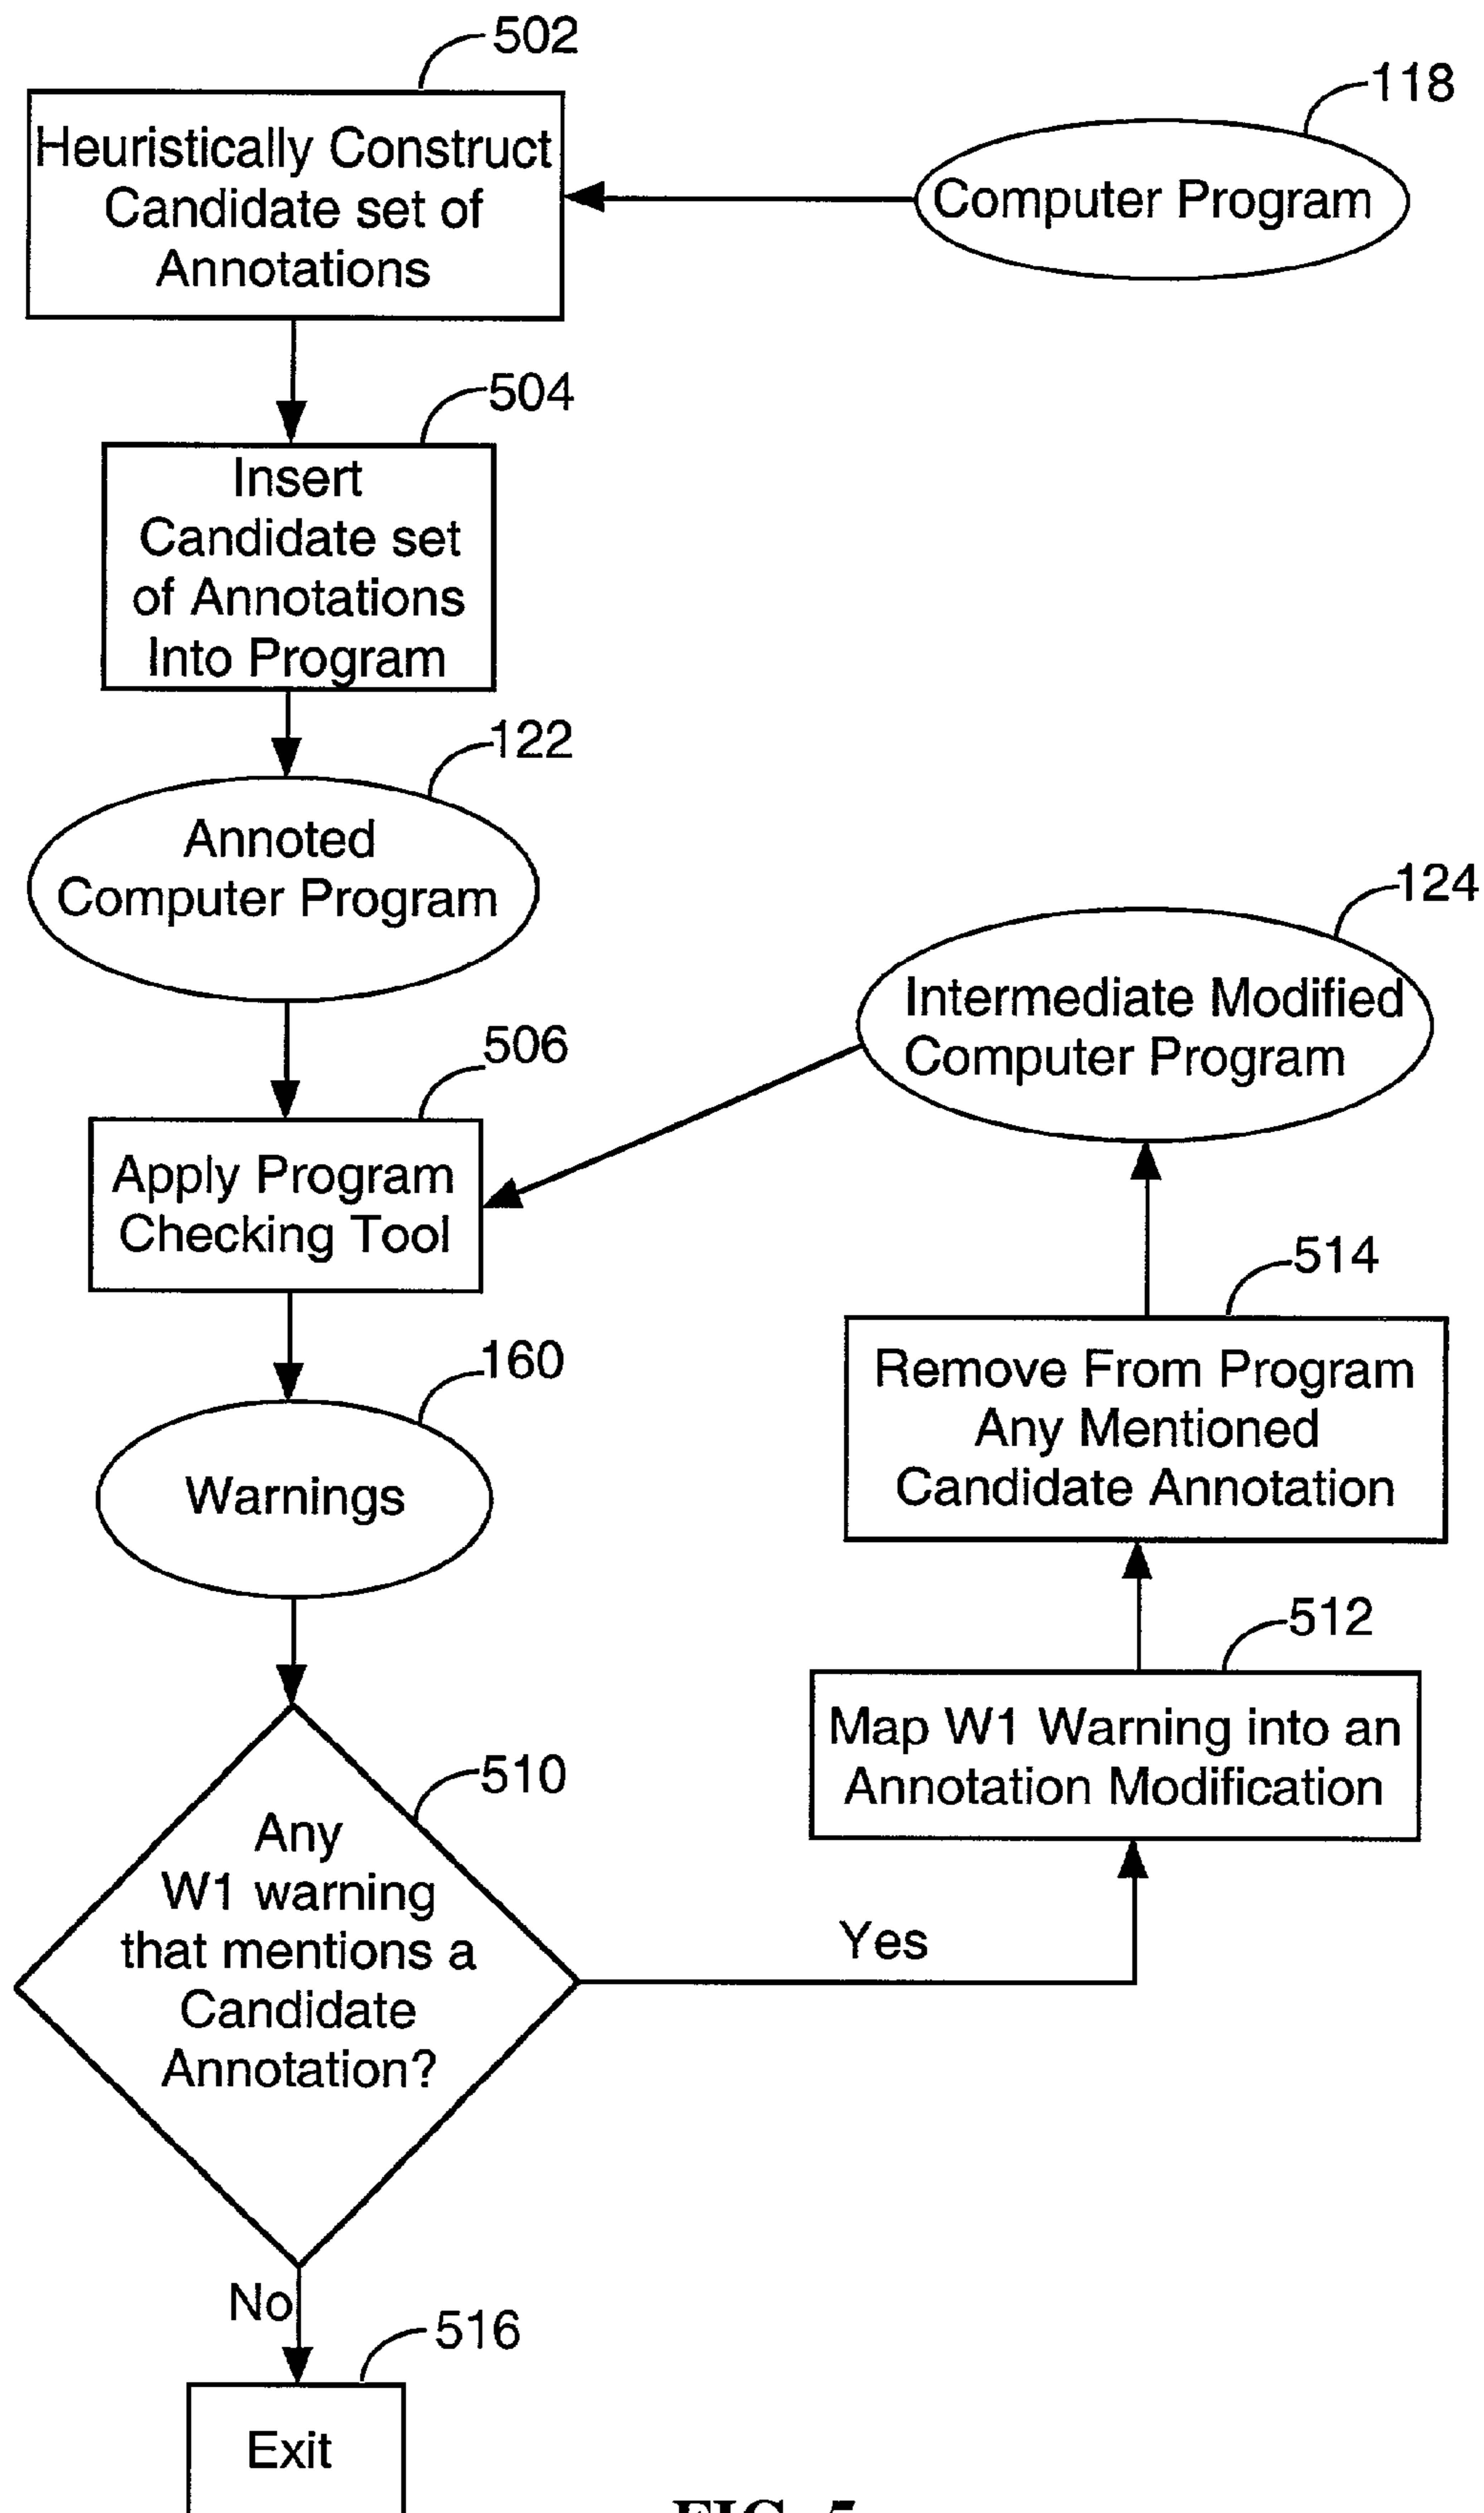 502
118
Heuristically Construct
Candidate set of
Annotations
Computer Program
504
Insert
Candidate set
of Annotations
Into Program
122
Annoted
Computer Program
124
Intermediate Modified
Computer Program
506
Apply Program
Checking Tool
514
Remove From Program
Any Mentioned
Candidate Annotation
160
Warnings
512
Map W1 Warning into an
Annotation Modification
510
Any
W1 warning
that mentions a
Candidate
Annotation?
Yes
No
516
Exit